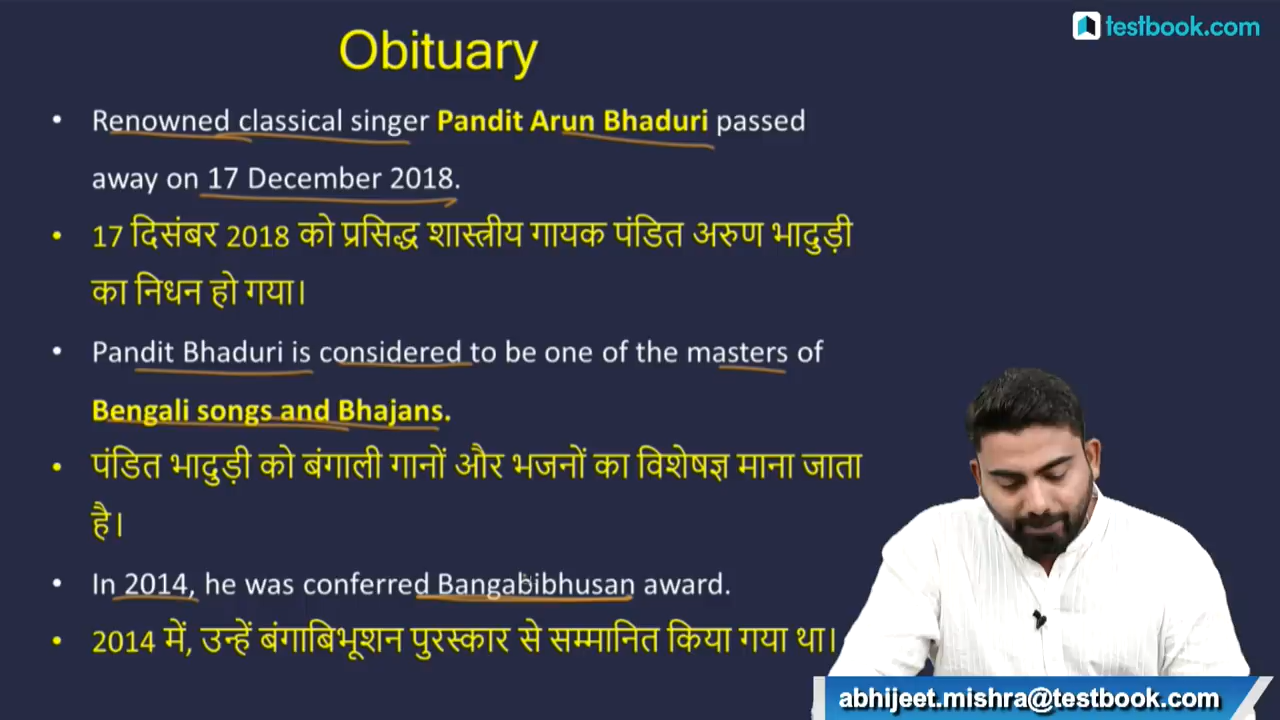 testbook.com
Obituary
• Renowned classical singer Pandit Arun Bhaduri passed
away on 17 December 2018.
• 17 दिसंबर 2018 को प्रसिद्ध शास्त्रीय गायक पंडित अरुण भादुड़ी
का निधन हो गया।
• Pandit Bhaduri is considered to be one of the masters of
Bengali songs and Bhajans.
• पंडित भादुड़ी को बंगाली गानों और भजनों का विशेषज्ञ माना जाता
है।
• In 2014, he was conferred Bangabibhusan award.
• 2014 में, उन्हें बंगाबिभूशन पुरस्कार से सम्मानित किया गया था।
abhijeet.mishra@testbook.com